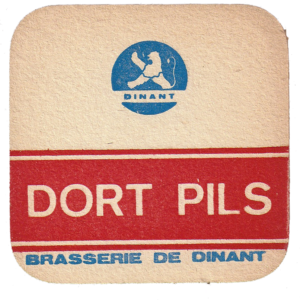 DINANT
DORT PILS
BRASSERIE DE DINANT